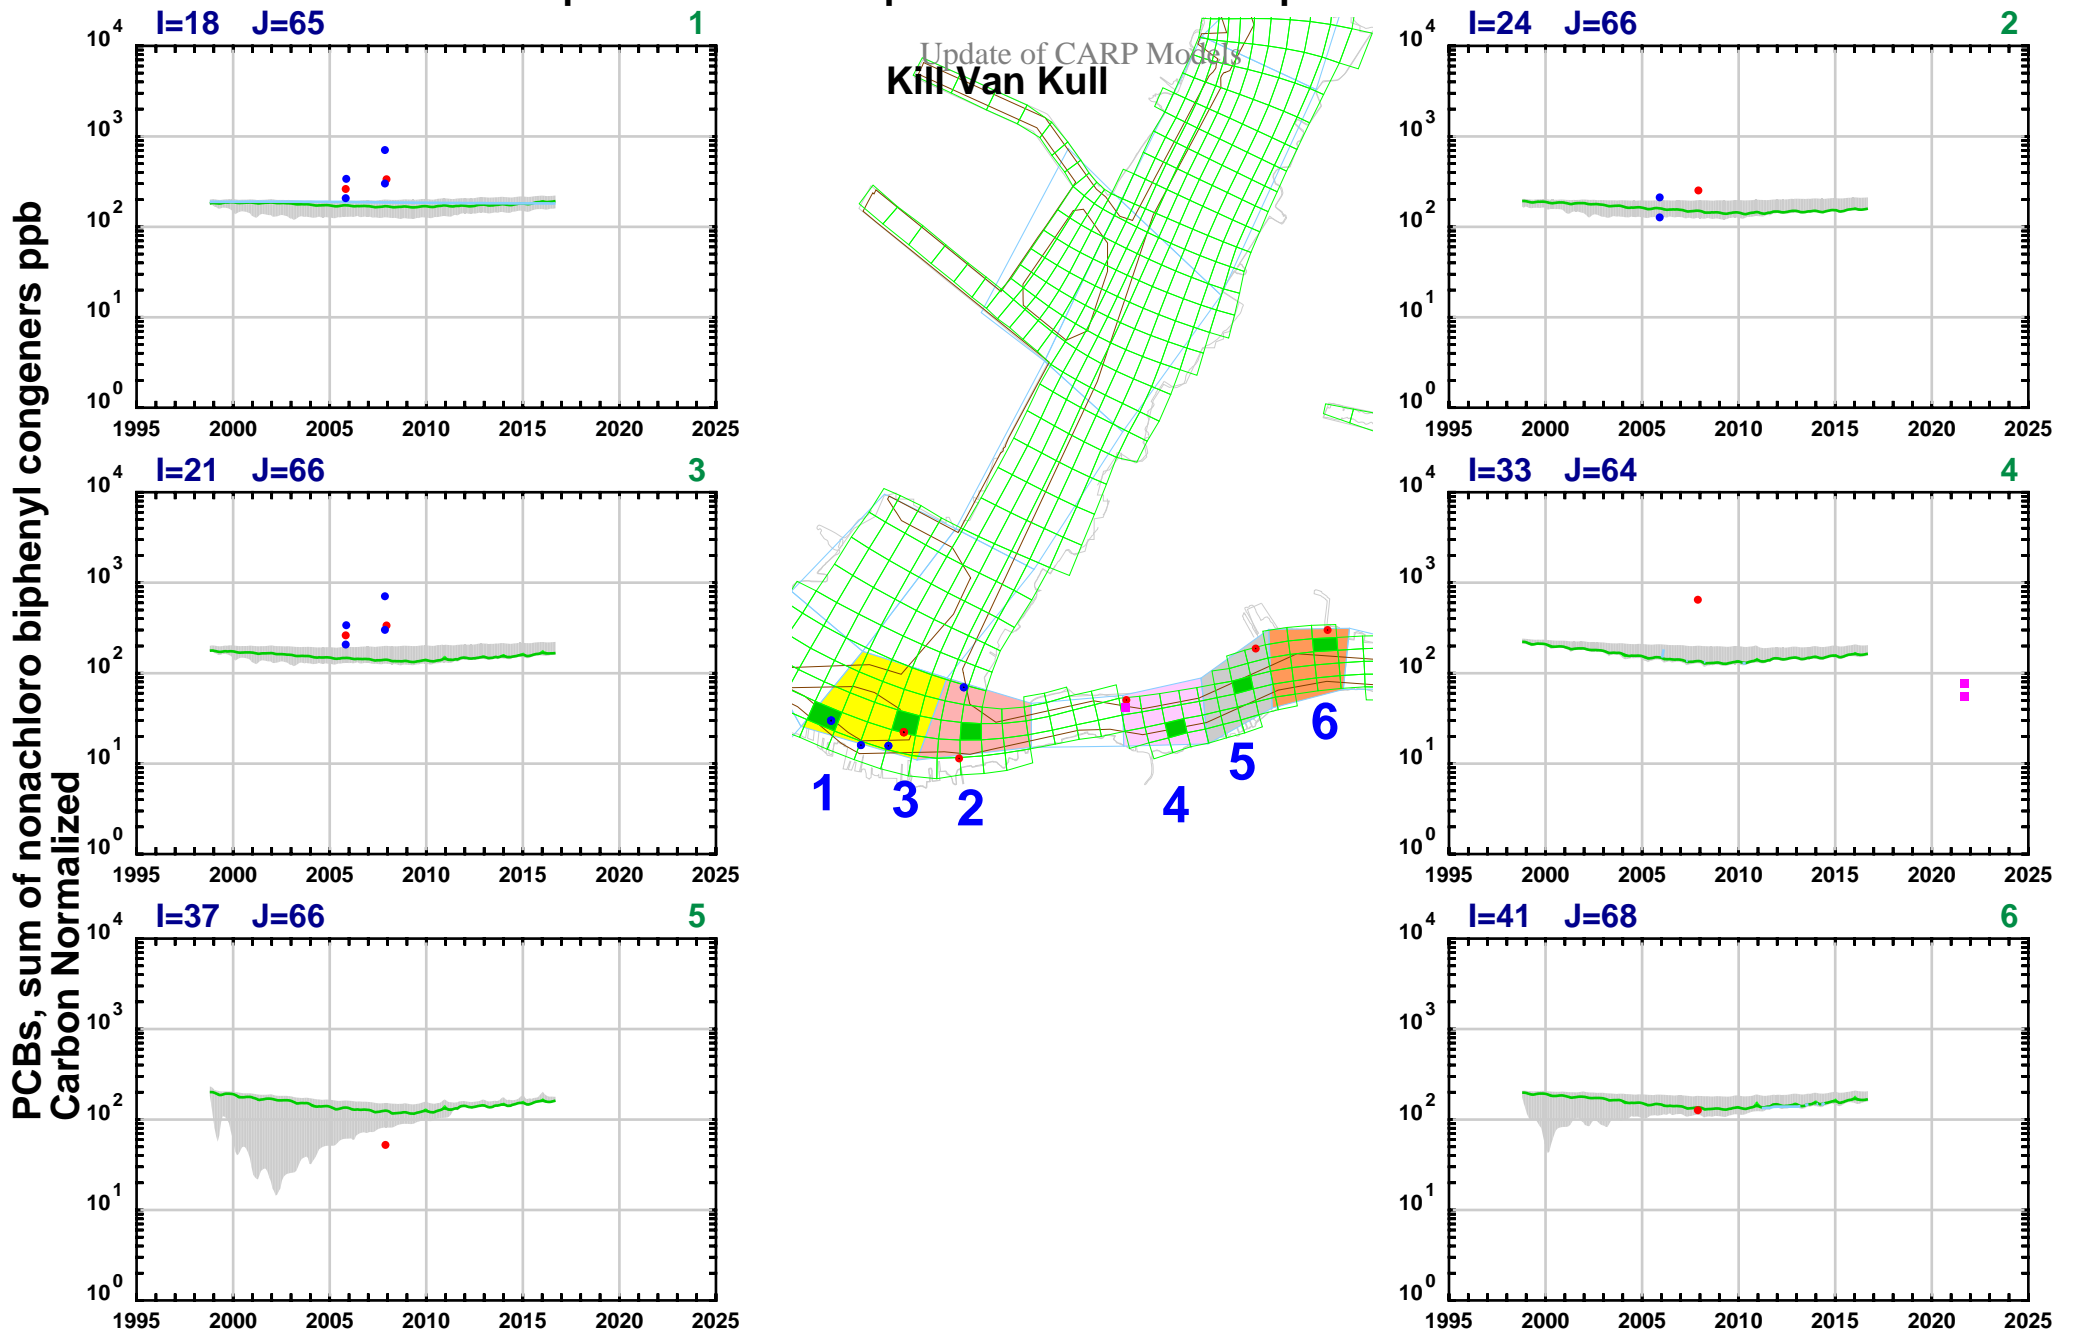 Update of CARP Models
Kill Van Kull
PCBs, sum of nonachloro biphenyl congeners ppb
Carbon Normalized
I=18 J=65 1
10^4
10^3
10^2
10^1
10^0
1995 2000 2005 2010 2015 2020 2025
I=24 J=66 2
10^4
10^3
10^2
10^1
10^0
1995 2000 2005 2010 2015 2020 2025
I=21 J=66 3
10^4
10^3
10^2
10^1
10^0
1995 2000 2005 2010 2015 2020 2025
I=33 J=64 4
10^4
10^3
10^2
10^1
10^0
1995 2000 2005 2010 2015 2020 2025
I=37 J=66 5
10^4
10^3
10^2
10^1
10^0
1995 2000 2005 2010 2015 2020 2025
I=41 J=68 6
10^4
10^3
10^2
10^1
10^0
1995 2000 2005 2010 2015 2020 2025
1 3 2 4 5 6